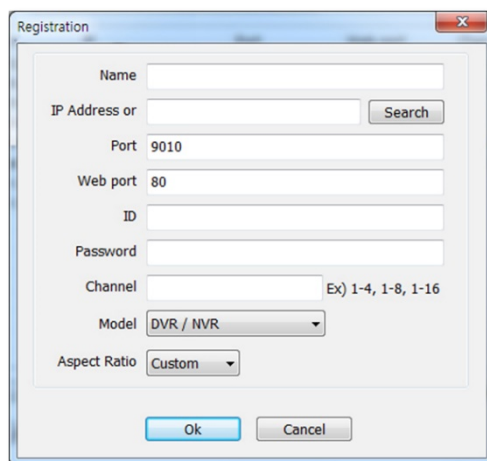 Registration
Name
IP Address or
Search
Port 9010
Web port 80
ID
Password
Channel
Ex) 1-4, 1-8, 1-16
Model DVR / NVR
Aspect Ratio Custom
Ok
Cancel